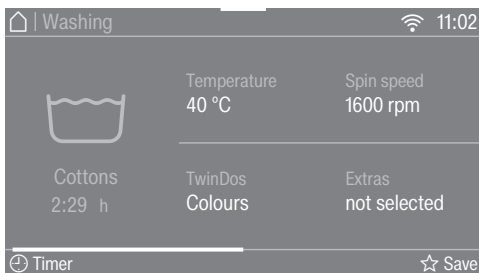 | Washing 11:02
Temperature Spin speed
40 °C 1600 rpm
Cottons TwinDos Extras
2:29 h Colours not selected
Timer Save